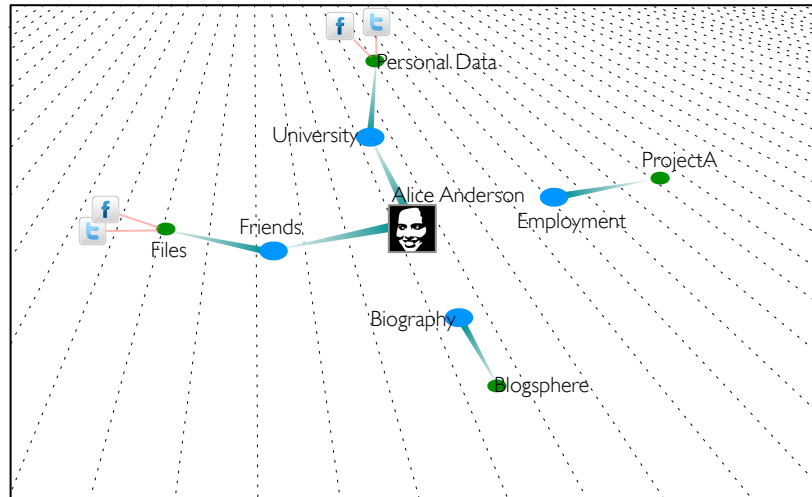 f
t
Personal Data
University
ProjectA
Alice Anderson
Employment
f
t
Friends
Files
Biography
Blogsphere